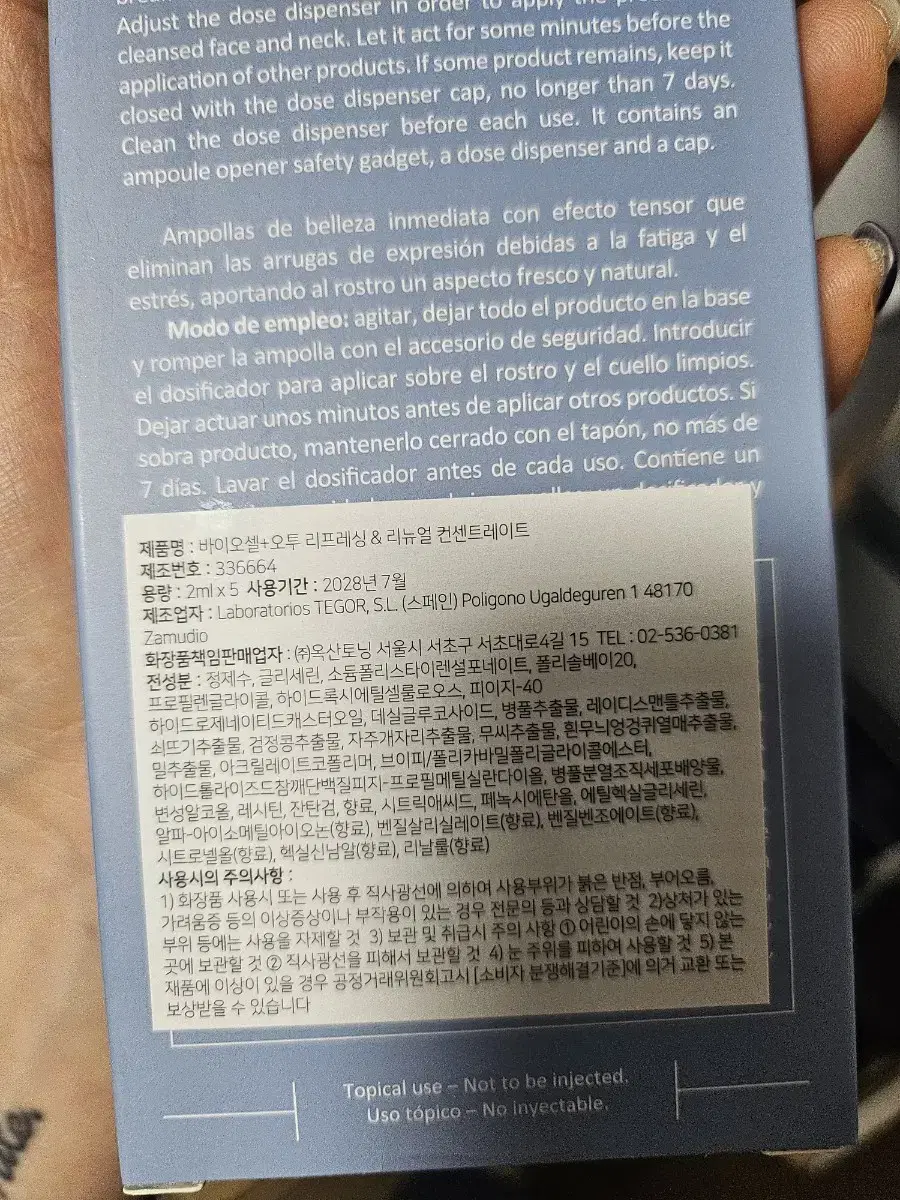 Adjust the dose dispenser in order to apply the
cleansed face and neck. Let it act for some minutes before the
application of other products. If some product remains, keep it
closed with the dose dispenser cap, no longer than 7 days.
Clean the dose dispenser before each use. It contains an
ampoule opener safety gadget, a dose dispenser and a cap.
Ampollas de belleza inmediata con efecto tensor que
eliminan las arrugas de expresión debidas a la fatiga y el
estrés, aportando al rostro un aspecto fresco y natural.
Modo de empleo: agitar, dejar todo el producto en la base
y romper la ampolla con el accesorio de seguridad. Introducir
el dosificador para aplicar sobre el rostro y el cuello limpios.
Dejar actuar unos minutos antes de aplicar otros productos. Si
sobra producto, mantenerlo cerrado con el tapón, no más de
7 días. Lavar el dosificador antes de cada uso. Contiene un
제품명 : 바이오셀+오투 리프레싱 & 리뉴얼 컨센트레이트
제조번호 : 336664
용량 : 2ml x 5 사용기간 : 2028년 7월
제조업자 : Laboratorios TEGOR, S.L. (스페인) Poligono Ugaldeguren 1 48170
Zamudio
화장품책임판매업자 : ㈜옥산토닝 서울시 서초구 서초대로4길 15 TEL : 02-536-0381
전성분 : 정제수, 글리세린, 소듐폴리스타이렌설포네이트, 폴리솔베이20,
프로필렌글라이콜, 하이드록시에틸셀룰로오스, 피이지-40
하이드로제네이티드캐스터오일, 데실글루코사이드, 병풀추출물, 레이디스맨틀추출물,
쇠뜨기추출물, 검정콩추출물, 자주개자리추출물, 무씨추출물, 흰무늬엉겅퀴열매추출물,
밀추출물, 아크릴레이트코폴리머, 브이피/폴리카바밀폴리글라이콜에스터,
하이드롤라이즈드참깨단백질피지-프로필메틸실란다이올, 병풀분열조직세포배양물,
변성알코올, 레시틴, 잔탄검, 향료, 시트릭애씨드, 페녹시에탄올, 에틸헥실글리세린,
알파-아이소메틸아이오논(향료), 벤질살리실레이트(향료), 벤질벤조에이트(향료),
시트로넬올(향료), 헥실신남알(향료), 리날룰(향료)
사용시의 주의사항 :
1) 화장품 사용시 또는 사용 후 직사광선에 의하여 사용부위가 붉은 반점, 부어오름,
가려움증 등의 이상증상이나 부작용이 있는 경우 전문의 등과 상담할 것 2)상처가 있는
부위 등에는 사용을 자제할 것 3) 보관 및 취급시 주의 사항 ① 어린이의 손에 닿지 않는
곳에 보관할 것 ② 직사광선을 피해서 보관할 것 4) 눈 주위를 피하여 사용할 것 5) 본
재품에 이상이 있을 경우 공정거래위원회고시 [소비자 분쟁해결기준]에 의거 교환 또는
보상받을 수 있습니다
Topical use – Not to be injected.
Uso tópico – No inyectable.